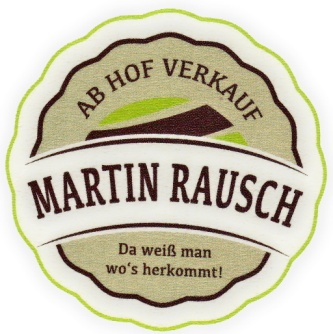 AB HOF VERKAUF
MARTIN RAUSCH
Da weiß man
wo's herkommt!